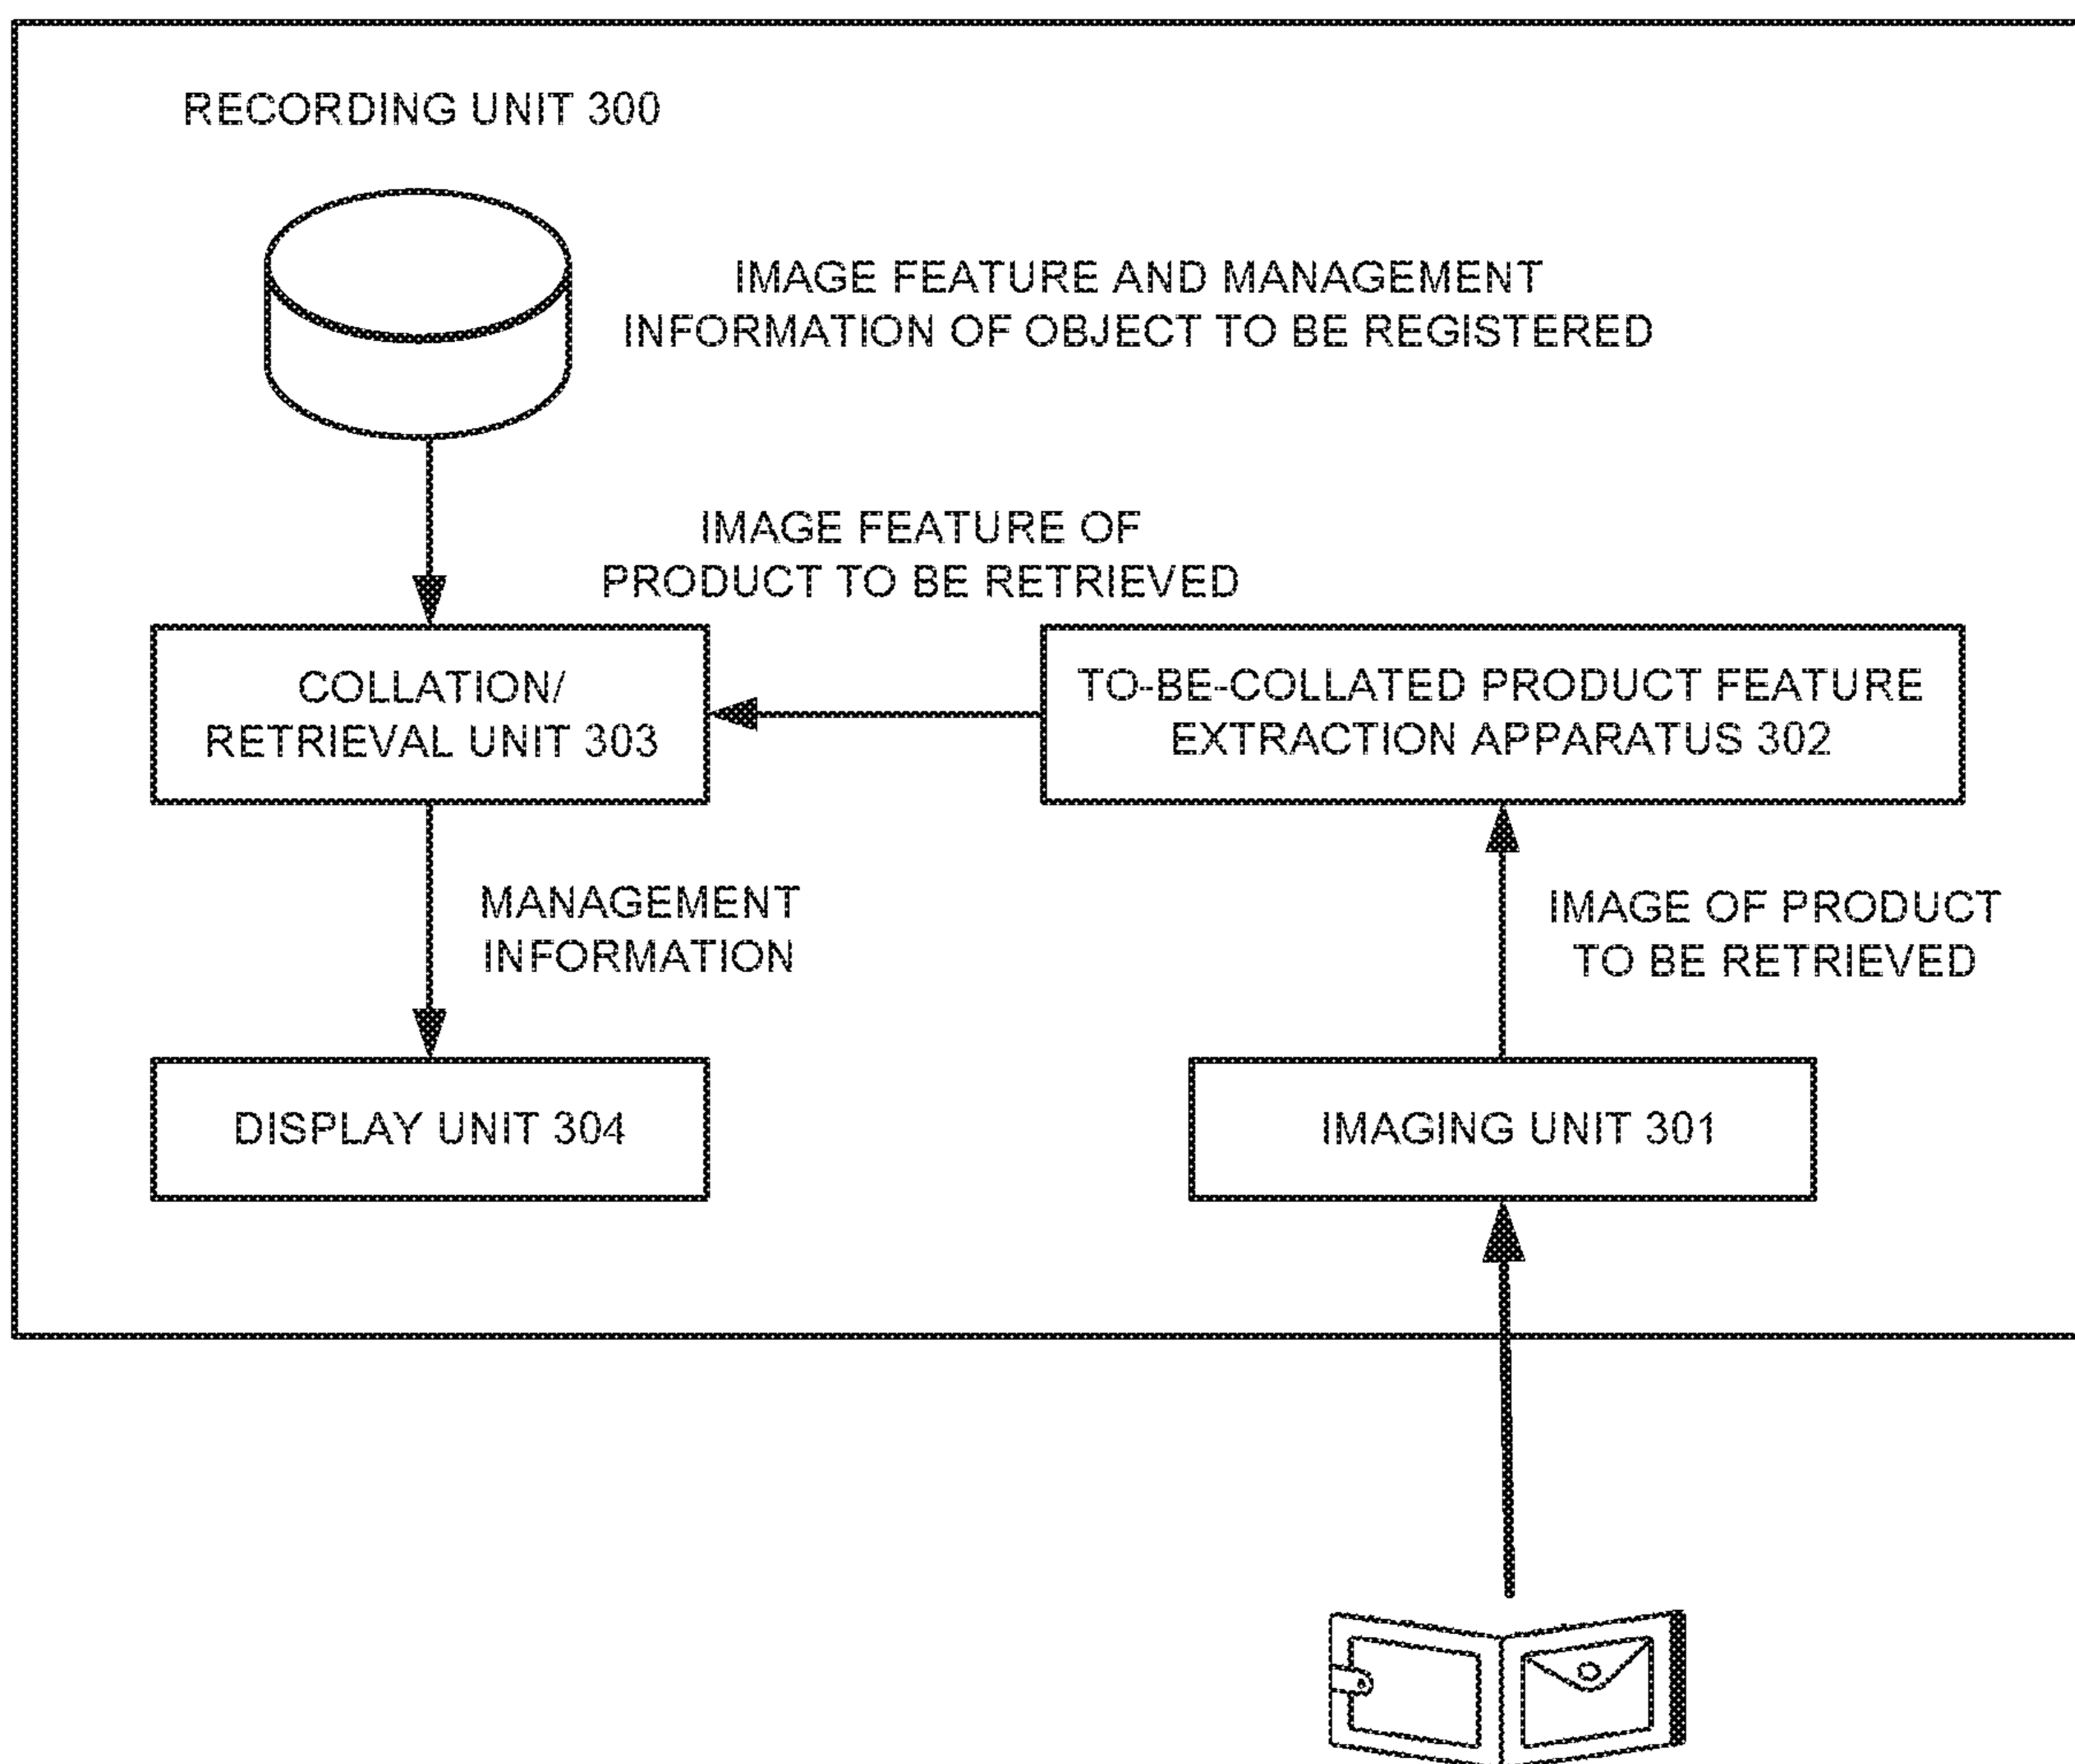 RECORDING UNIT 300
IMAGE FEATURE AND MANAGEMENT
INFORMATION OF OBJECT TO BE REGISTERED
IMAGE FEATURE OF
PRODUCT TO BE RETRIEVED
COLLATION/
RETRIEVAL UNIT 303
TO-BE-COLLATED PRODUCT FEATURE
EXTRACTION APPARATUS 302
MANAGEMENT
INFORMATION
IMAGE OF PRODUCT
TO BE RETRIEVED
DISPLAY UNIT 304
IMAGING UNIT 301